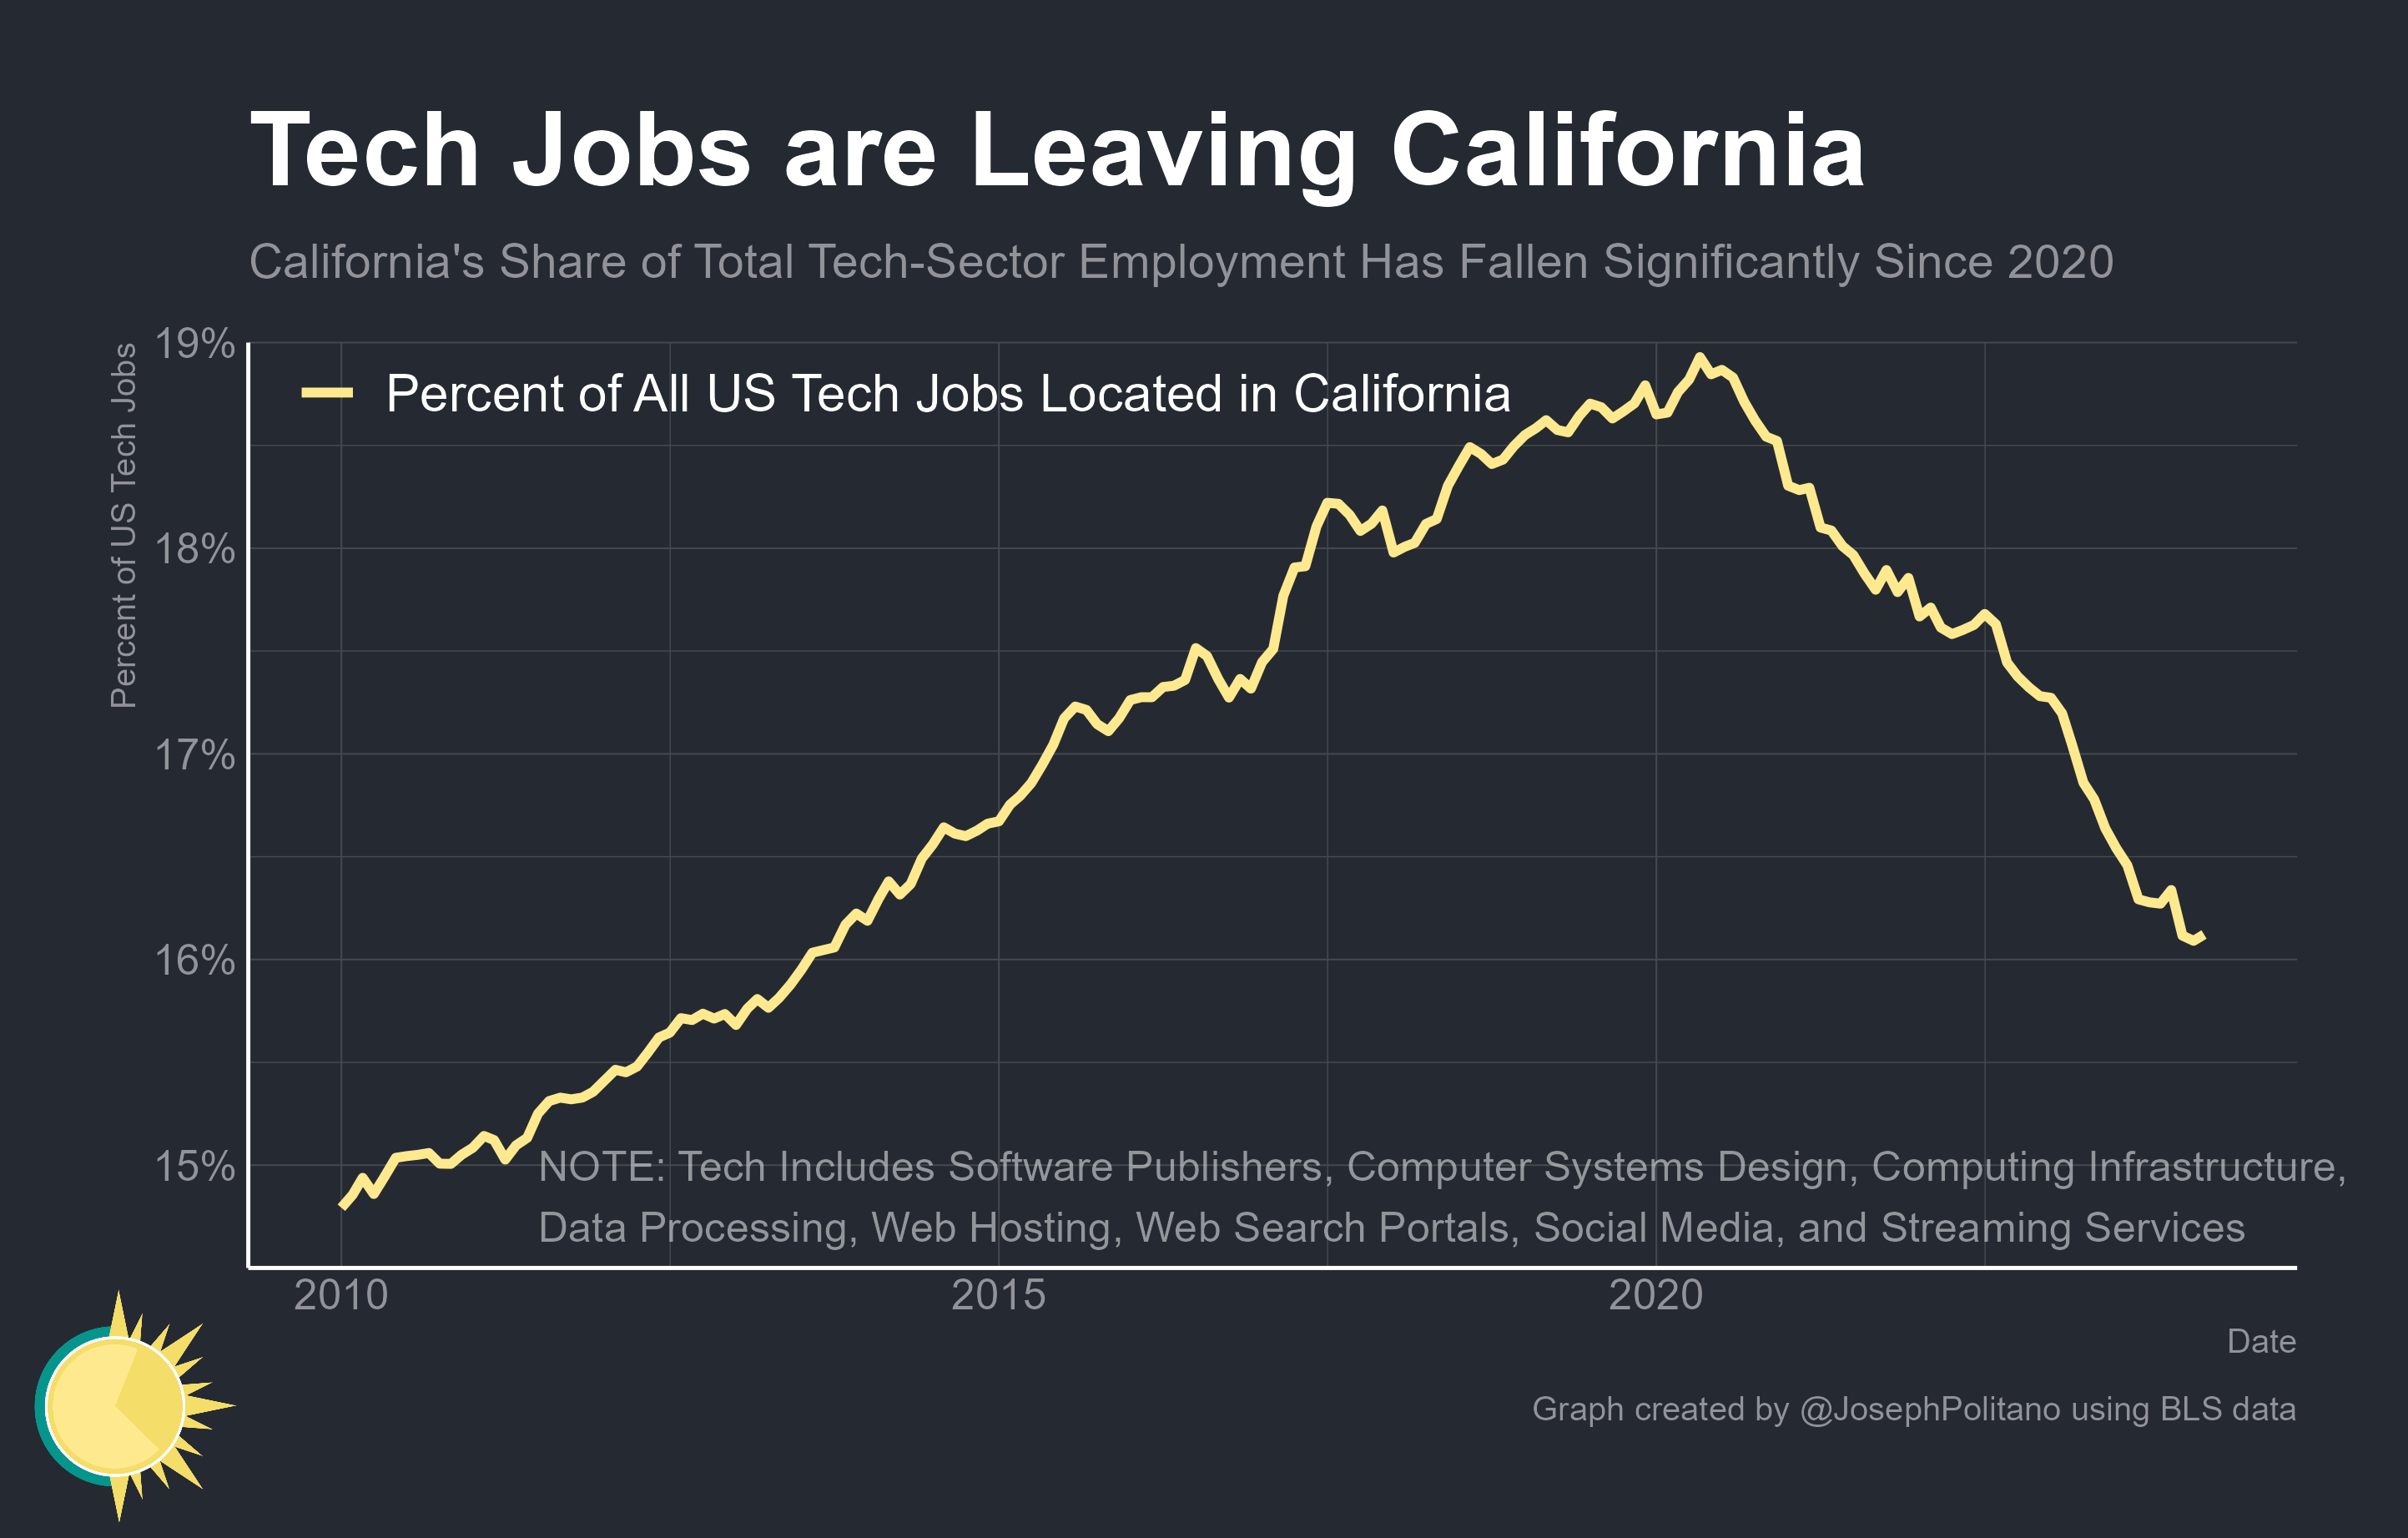 Tech Jobs are Leaving California
California's Share of Total Tech-Sector Employment Has Fallen Significantly Since 2020
Percent of US Tech Jobs
19%
Percent of All US Tech Jobs Located in California
18%
17%
16%
15%
NOTE: Tech Includes Software Publishers, Computer Systems Design, Computing Infrastructure,
Data Processing, Web Hosting, Web Search Portals, Social Media, and Streaming Services
2010
2015
2020
Date
Graph created by @JosephPolitano using BLS data